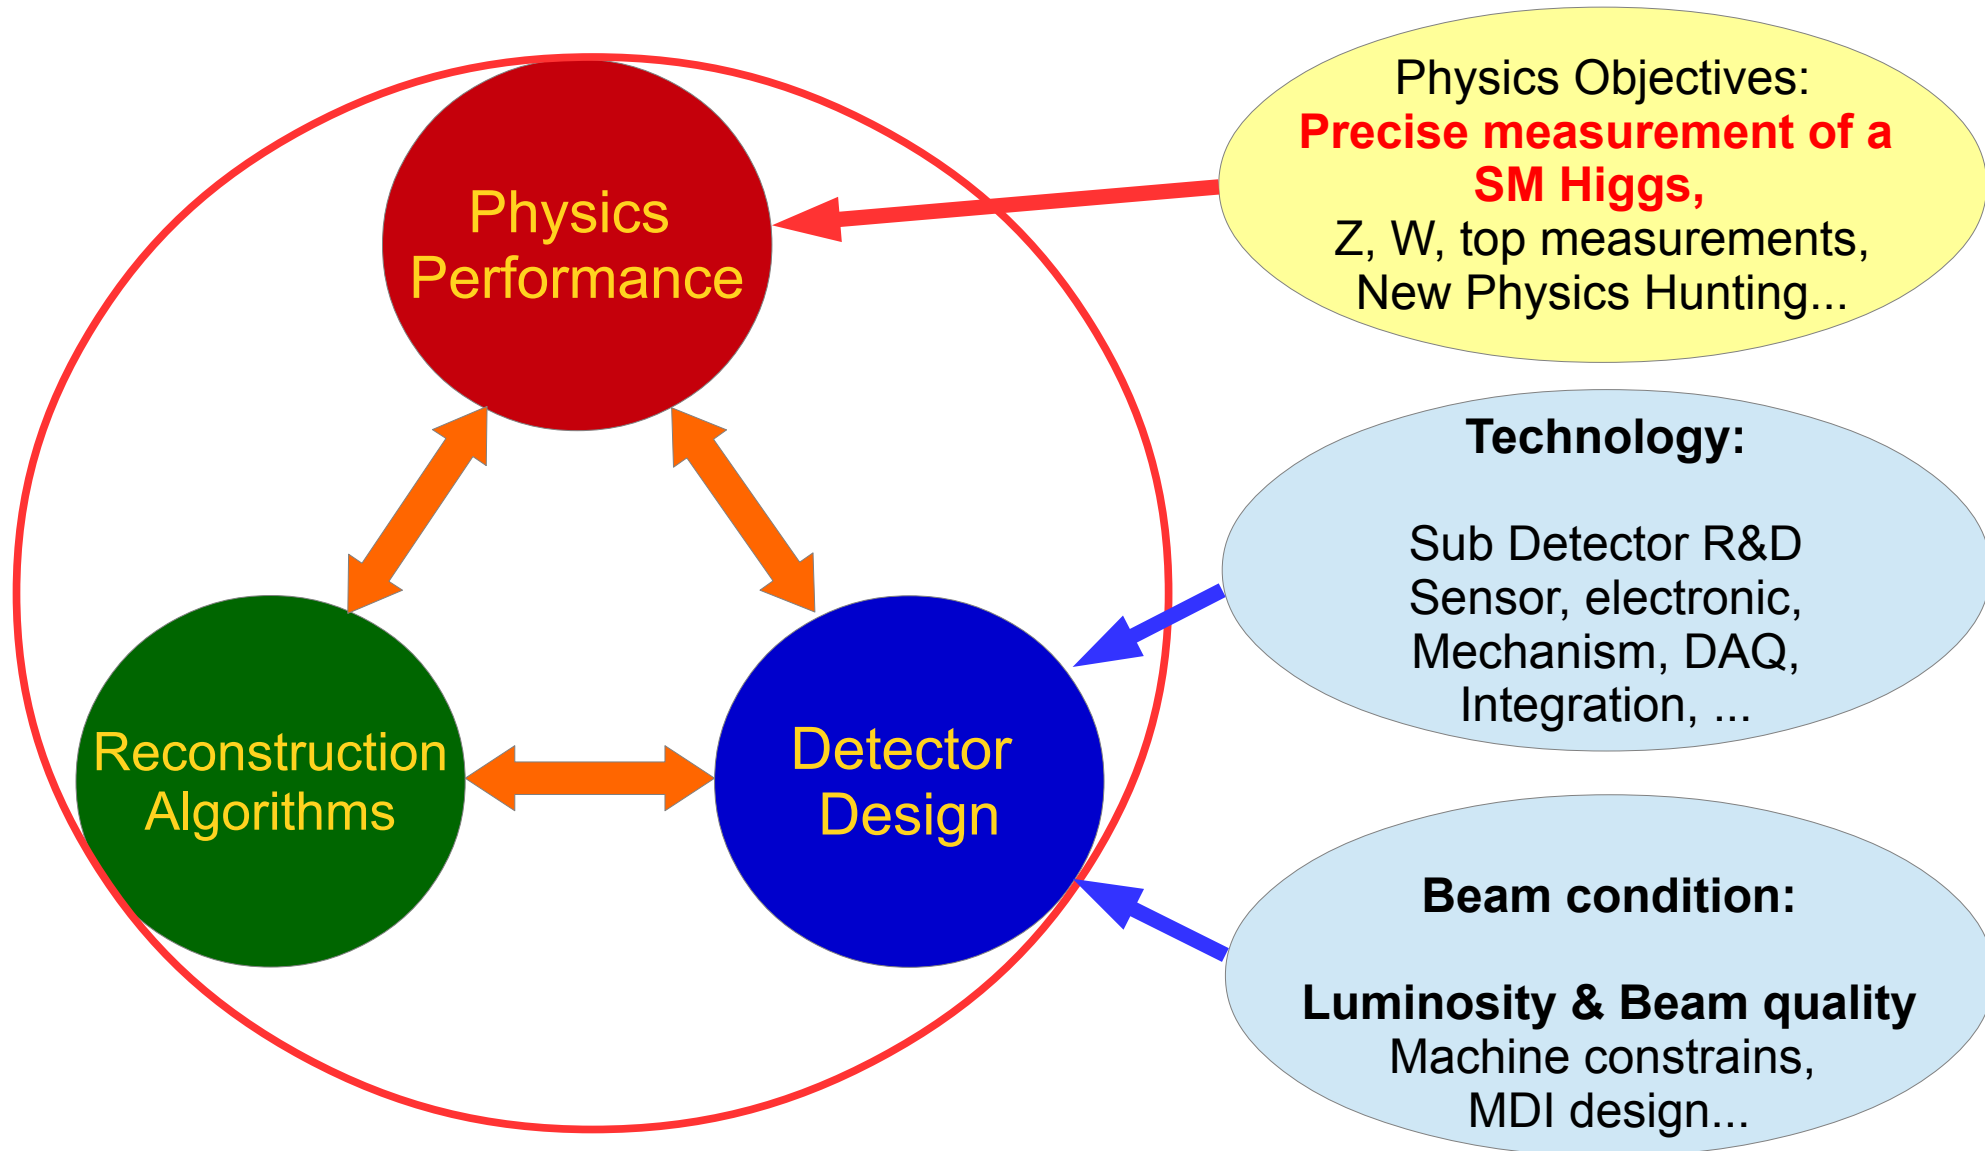 Physics
Performance
Reconstruction
Algorithms
Detector
Design
Physics Objectives:
Precise measurement of a
SM Higgs,
Z, W, top measurements,
New Physics Hunting...
Technology:
Sub Detector R&D
Sensor, electronic,
Mechanism, DAQ,
Integration, ...
Beam condition:
Luminosity & Beam quality
Machine constrains,
MDI design...